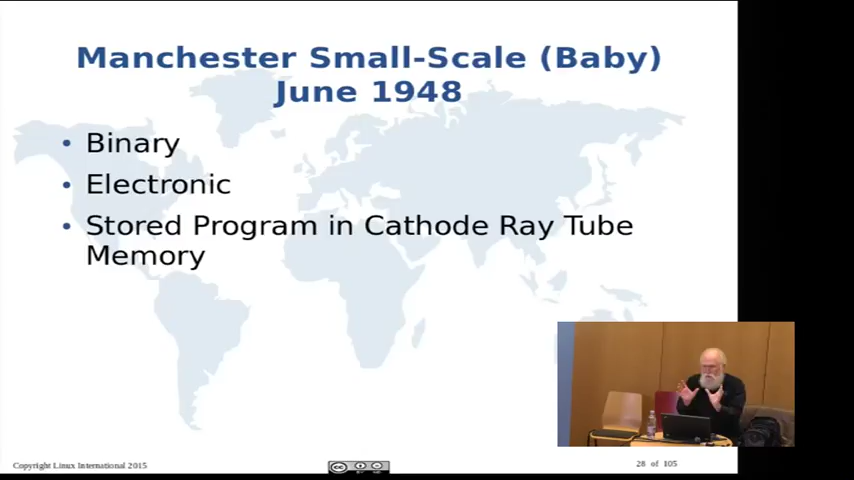 Manchester Small-Scale (Baby)
June 1948
• Binary
• Electronic
• Stored Program in Cathode Ray Tube
Memory
Copyright Linux International 2015
cc
28 of 105